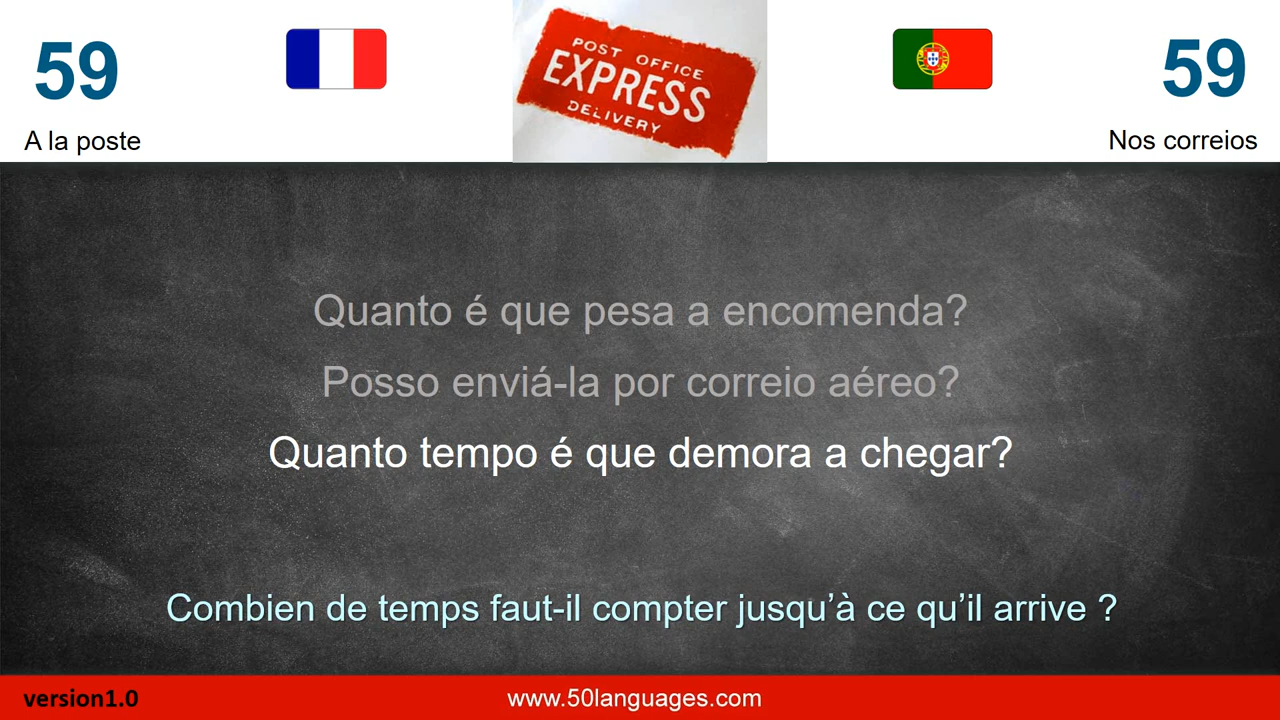 59
A la poste
POST OFFICE
EXPRESS
DELIVERY
59
Nos correios
Quanto é que pesa a encomenda?
Posso enviá-la por correio aéreo?
Quanto tempo é que demora a chegar?
Combien de temps faut-il compter jusqu’à ce qu’il arrive ?
version1.0
www.50languages.com